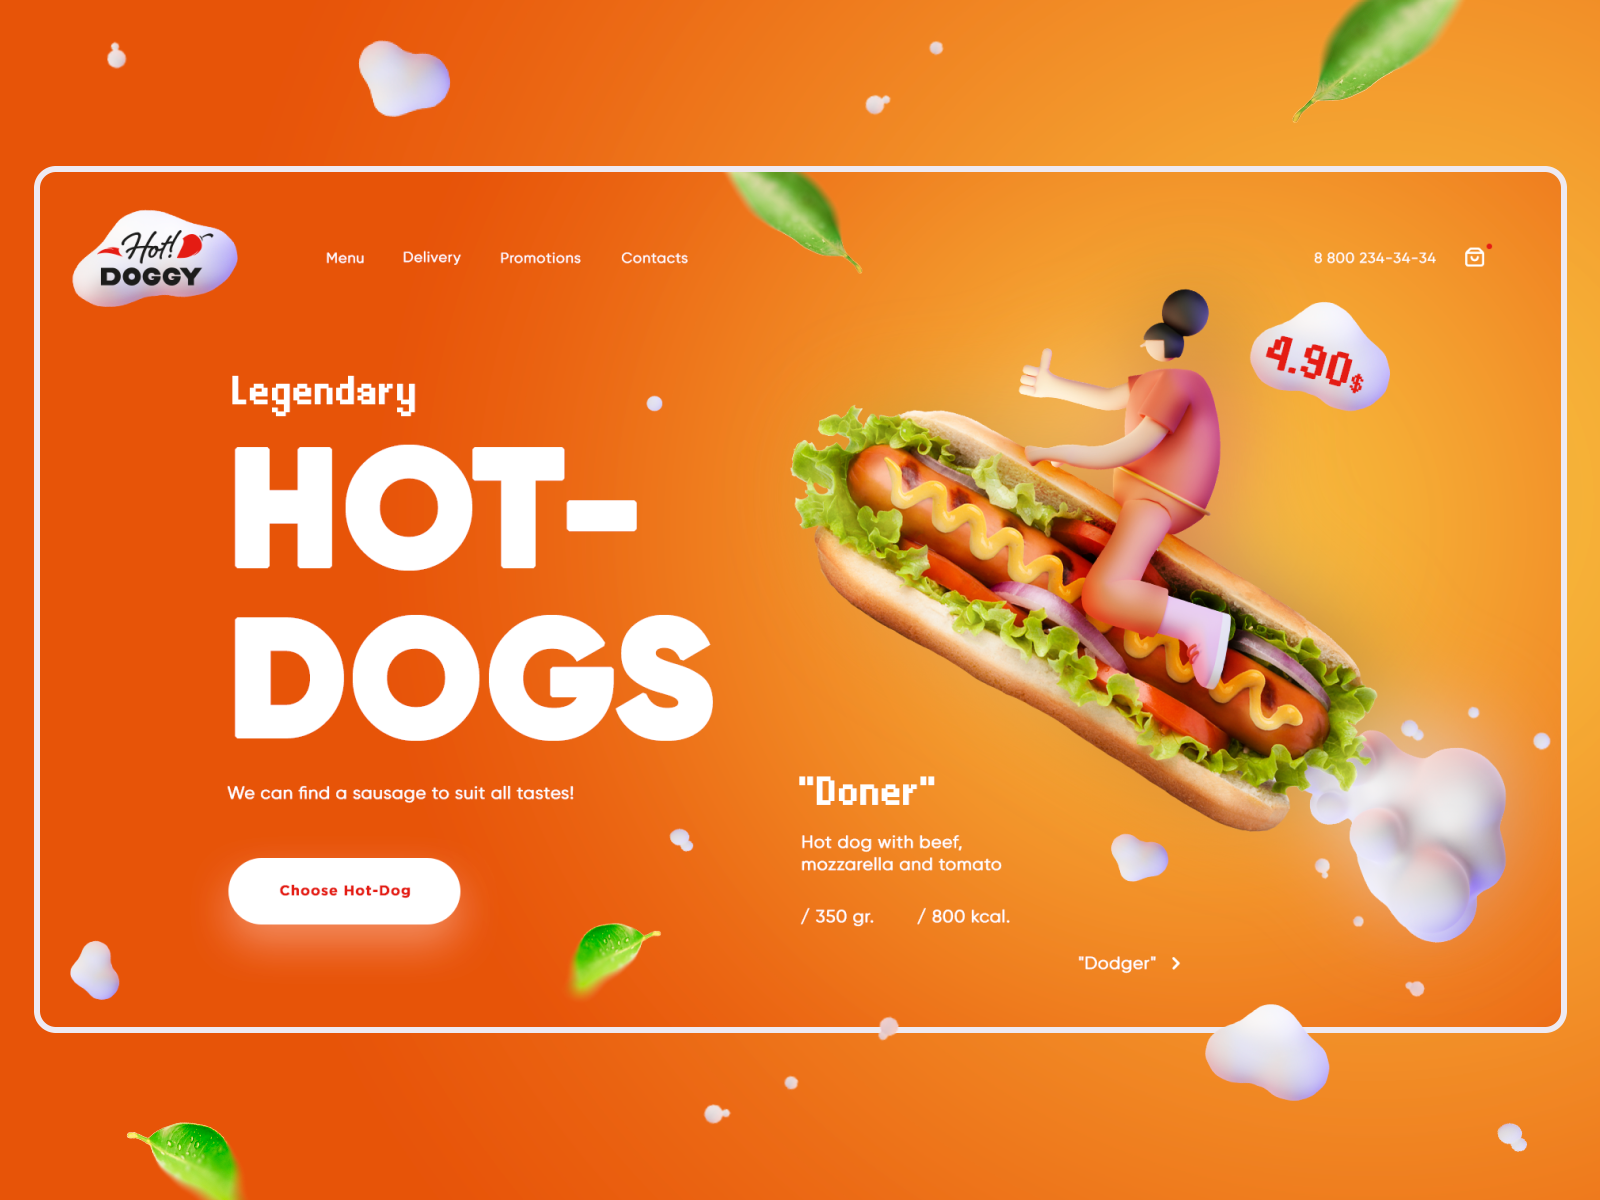 Hot!
DOGGY
Menu
Delivery
Promotions
Contacts
8 800 234-34-34
4.90$
Legendary
HOT-
DOGS
We can find a sausage to suit all tastes!
Choose Hot-Dog
"Doner"
Hot dog with beef,
mozzarella and tomato
/ 350 gr.
/ 800 kcal.
"Dodger" >